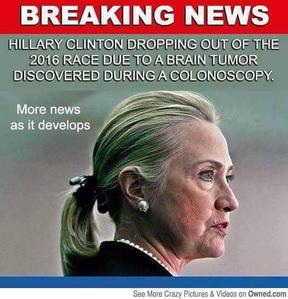 BREAKING NEWS
HILLARY CLINTON DROPPING OUT OF THE
2016 RACE DUE TO A BRAIN TUMOR
DISCOVERED DURING A COLONOSCOPY.
More news
as it develops
See More Crazy Pictures & Videos on Owned.com